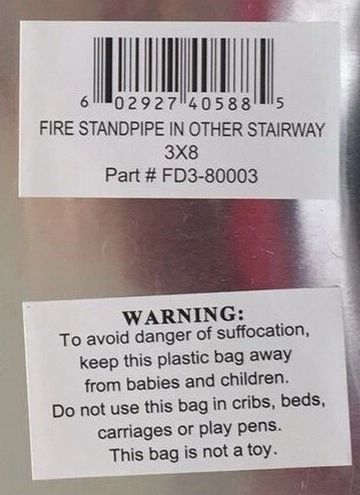 6 02927 40588 5
FIRE STANDPIPE IN OTHER STAIRWAY
3X8
Part # FD3-80003
WARNING:
To avoid danger of suffocation,
keep this plastic bag away
from babies and children.
Do not use this bag in cribs, beds,
carriages or play pens.
This bag is not a toy.